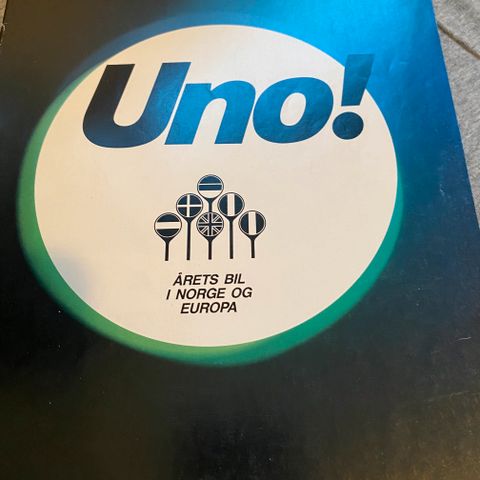 Uno!
ÅRETS BIL
I NORGE OG
EUROPA